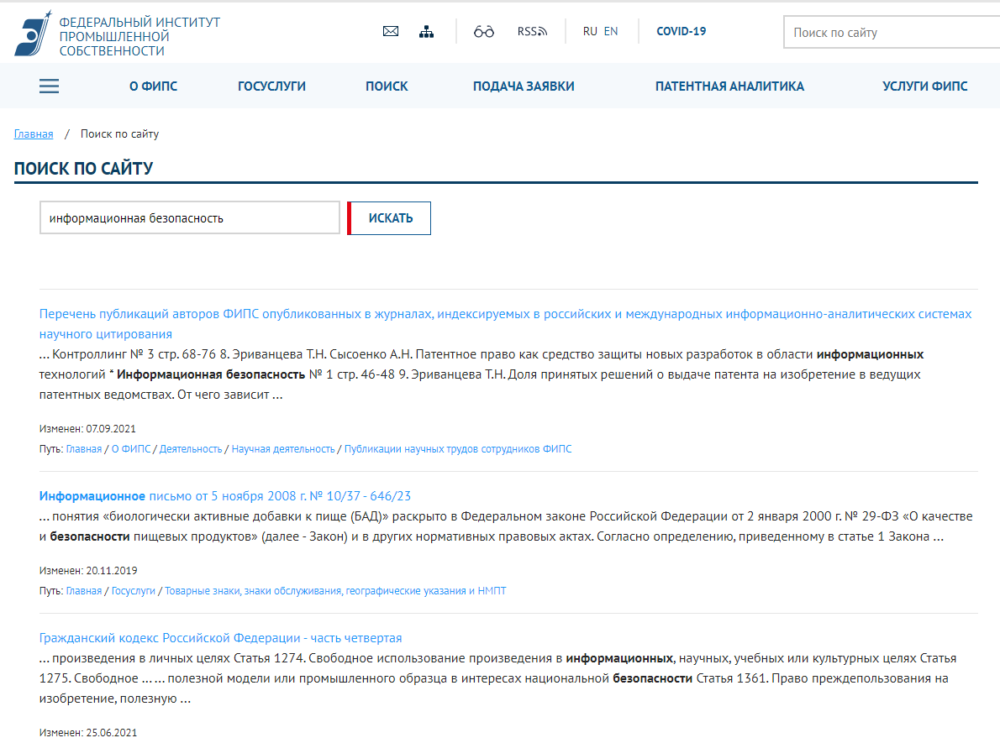 ФЕДЕРАЛЬНЫЙ ИНСТИТУТ
ПРОМЫШЛЕННОЙ
СОБСТВЕННОСТИ
RSS
RU EN
COVID-19
Поиск по сайту
О ФИПС
ГОСУСЛУГИ
ПОИСК
ПОДАЧА ЗАЯВКИ
ПАТЕНТНАЯ АНАЛИТИКА
УСЛУГИ ФИПС
Главная / Поиск по сайту
ПОИСК ПО САЙТУ
информационная безопасность
ИСКАТЬ
Перечень публикаций авторов ФИПС опубликованных в журналах, индексируемых в российских и международных информационно-аналитических системах
научного цитирования
... Контроллинг № 3 стр. 68-76 8. Эриванцева Т.Н. Сысоенко А.Н. Патентное право как средство защиты новых разработок в области информационных
технологий * Информационная безопасность № 1 стр. 46-48 9. Эриванцева Т.Н. Доля принятых решений о выдаче патента на изобретение в ведущих
патентных ведомствах. От чего зависит ...
Изменен: 07.09.2021
Путь: Главная / О ФИПС / Деятельность / Научная деятельность / Публикации научных трудов сотрудников ФИПС
Информационное письмо от 5 ноября 2008 г. № 10/37 - 646/23
... понятия «биологически активные добавки к пище (БАД)» раскрыто в Федеральном законе Российской Федерации от 2 января 2000 г. № 29-ФЗ «О качестве
и безопасности пищевых продуктов» (далее - Закон) и в других нормативных правовых актах. Согласно определению, приведенному в статье 1 Закона ...
Изменен: 20.11.2019
Путь: Главная / Госуслуги / Товарные знаки, знаки обслуживания, географические указания и НМПТ
Гражданский кодекс Российской Федерации - часть четвертая
... произведения в личных целях Статья 1274. Свободное использование произведения в информационных, научных, учебных или культурных целях Статья
1275. Свободное ... ... полезной модели или промышленного образца в интересах национальной безопасности Статья 1361. Право преждепользования на
изобретение, полезную ...
Изменен: 25.06.2021